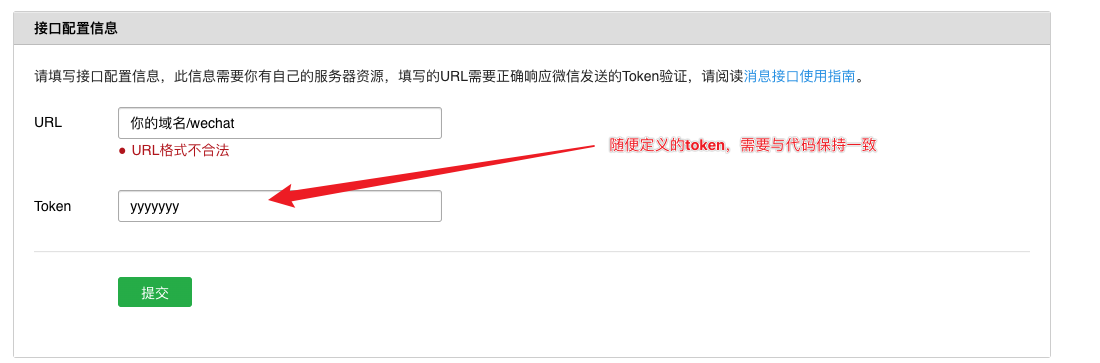 接口配置信息
请填写接口配置信息，此信息需要你有自己的服务器资源，填写的URL需要正确响应微信发送的Token验证，请阅读消息接口使用指南。
URL
你的域名/wechat
● URL格式不合法
随便定义的token，需要与代码保持一致
Token
yyyyyyy
提交